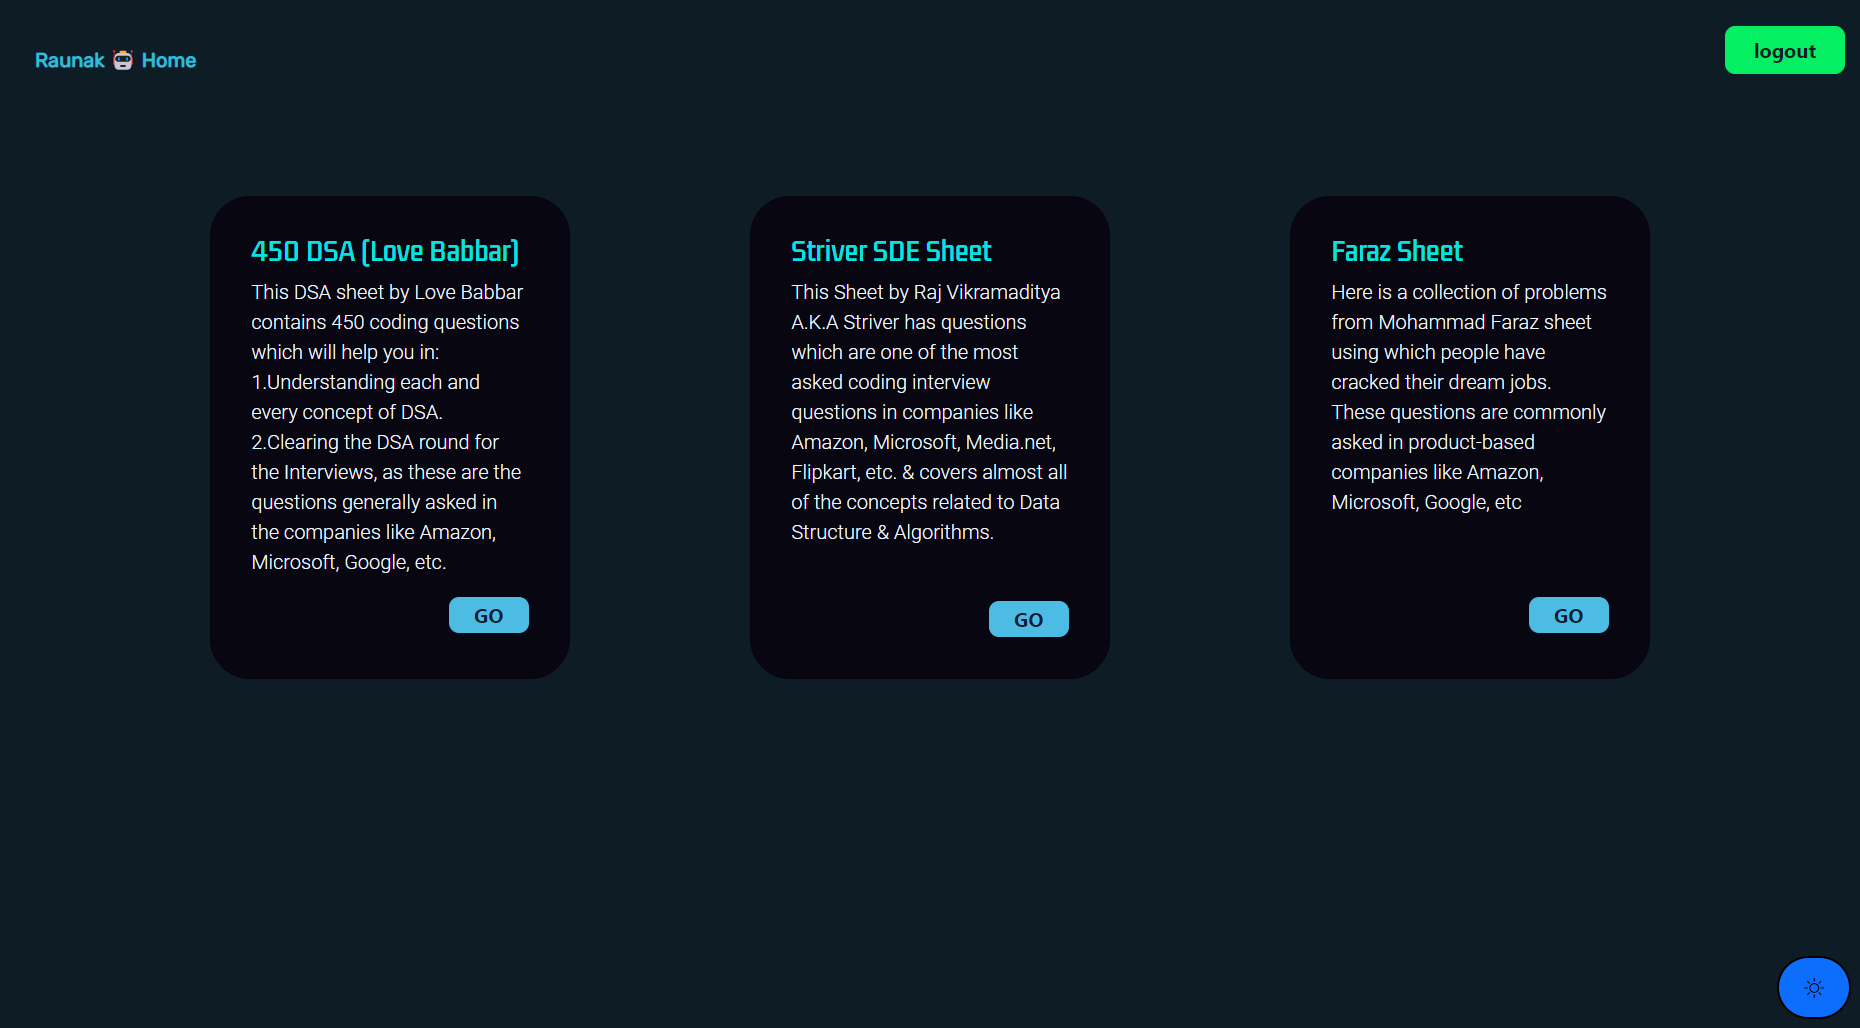 Raunak 🤖 Home
logout
450 DSA (Love Babbar)
This DSA sheet by Love Babbar
contains 450 coding questions
which will help you in:
1.Understanding each and
every concept of DSA.
2.Clearing the DSA round for
the Interviews, as these are the
questions generally asked in
the companies like Amazon,
Microsoft, Google, etc.
GO
Striver SDE Sheet
This Sheet by Raj Vikramaditya
A.K.A Striver has questions
which are one of the most
asked coding interview
questions in companies like
Amazon, Microsoft, Media.net,
Flipkart, etc. & covers almost all
of the concepts related to Data
Structure & Algorithms.
GO
Faraz Sheet
Here is a collection of problems
from Mohammad Faraz sheet
using which people have
cracked their dream jobs.
These questions are commonly
asked in product-based
companies like Amazon,
Microsoft, Google, etc
GO